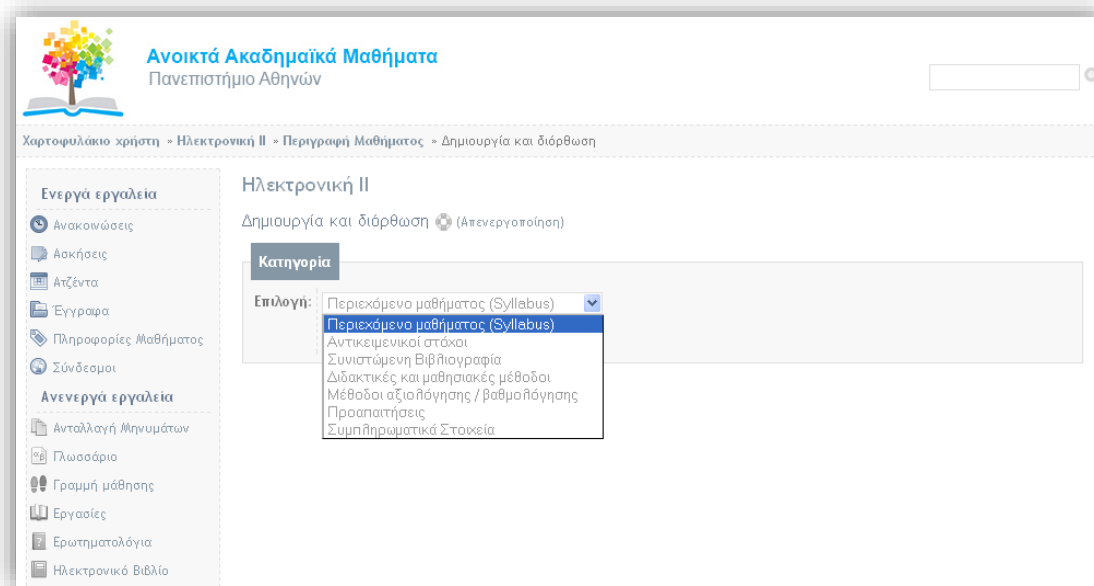 Ανοικτά Ακαδημαϊκά Μαθήματα
Πανεπιστήμιο Αθηνών
Χαρτοφυλάκιο χρήστη » Ηλεκτρονική ΙΙ » Περιγραφή Μαθήματος » Δημιουργία και διόρθωση
Ενεργά εργαλεία
Ανακοινώσεις
Ασκήσεις
Ατζέντα
Έγγραφα
Πληροφορίες Μαθήματος
Σύνδεσμοι
Ανενεργά εργαλεία
Ανταλλαγή Μηνυμάτων
Γλωσσάριο
Γραμμή μάθησης
Εργασίες
Ερωτηματολόγια
Ηλεκτρονικό Βιβλίο
Ηλεκτρονική ΙΙ
Δημιουργία και διόρθωση (Απενεργοποίηση)
Κατηγορία
Επιλογή: Περιεχόμενο μαθήματος (Syllabus)
Περιεχόμενο μαθήματος (Syllabus)
Αντικειμενικοί στόχοι
Συνιστώμενη Βιβλιογραφία
Διδακτικές και μαθησιακές μέθοδοι
Μέθοδοι αξιολόγησης / βαθμολόγησης
Προαπαιτήσεις
Συμπληρωματικά Στοιχεία